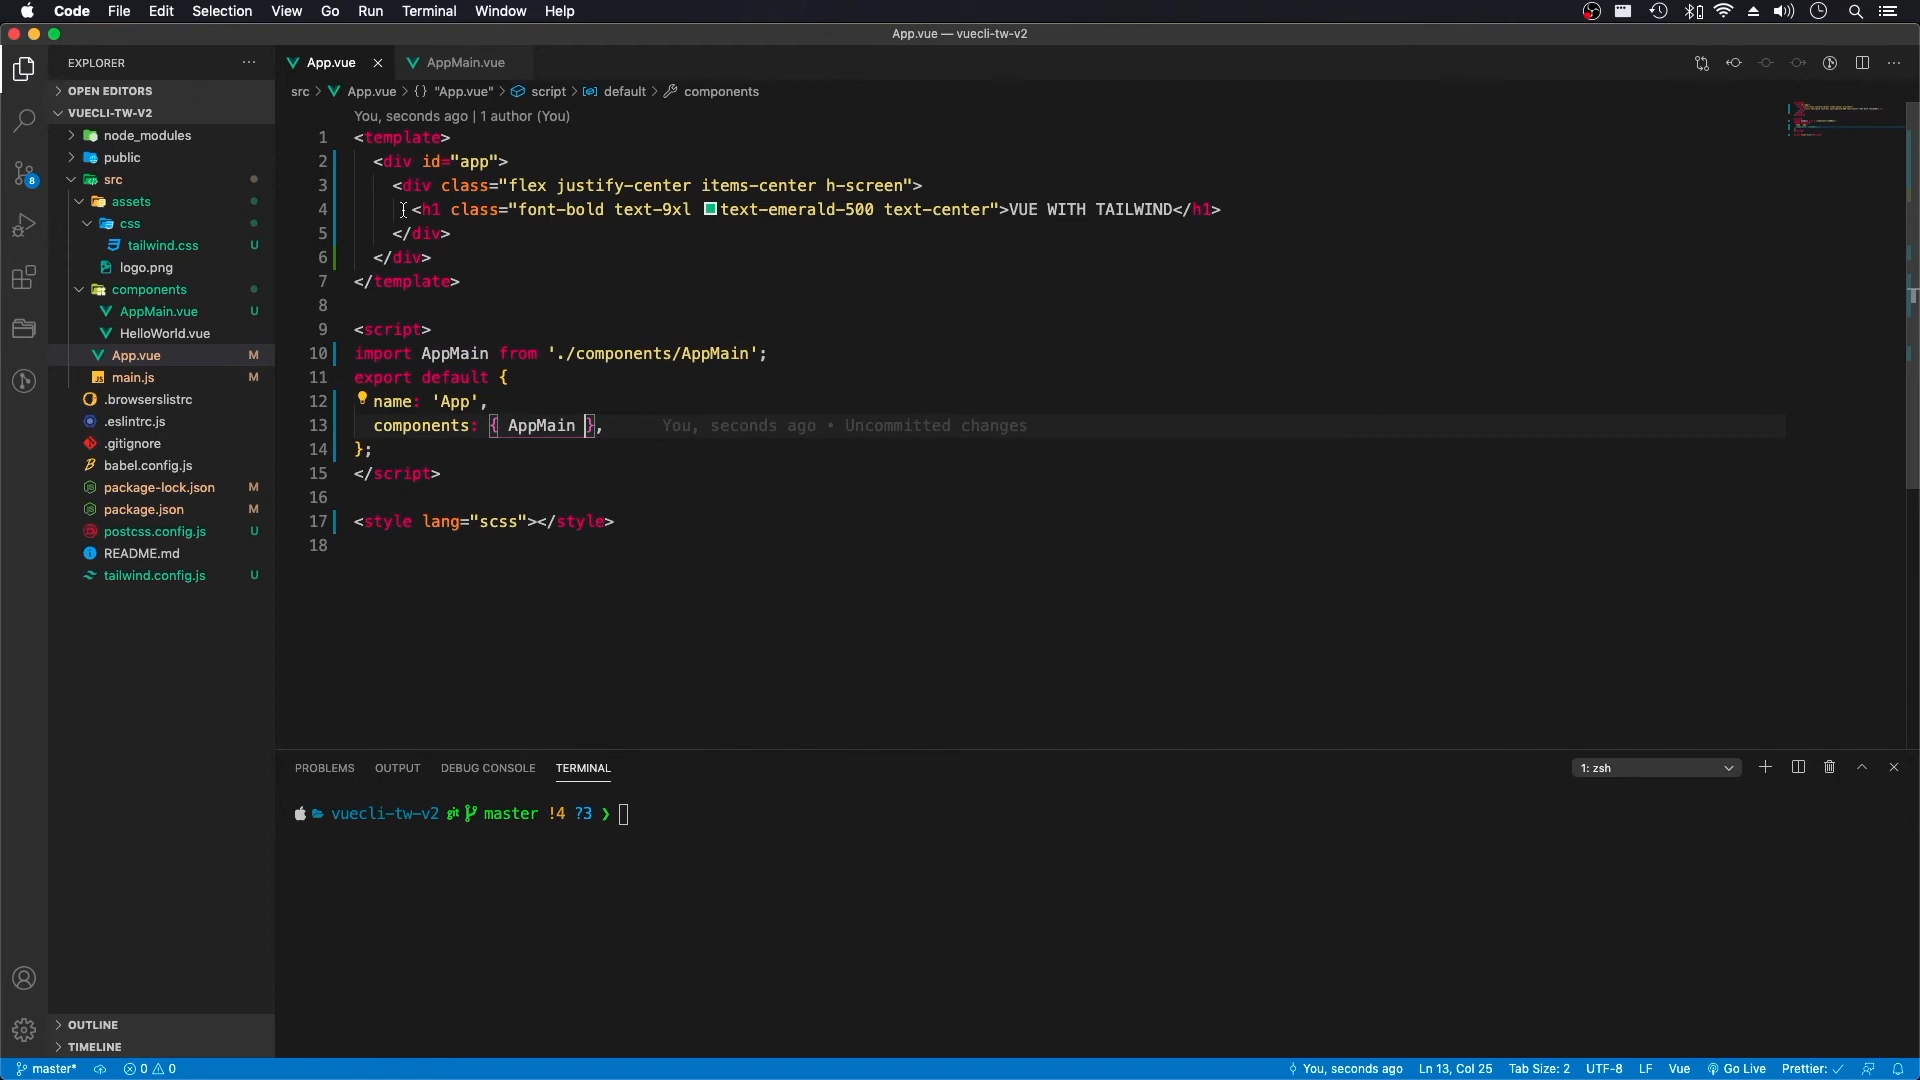 Code File Edit Selection View Go Run Terminal Window Help
App.vue — vuecli-tw-v2
EXPLORER
OPEN EDITORS
VUECLI-TW-V2
node_modules
public
src
assets
css
tailwind.css U
logo.png
components
AppMain.vue U
HelloWorld.vue
App.vue M
main.js M
.browserslistrc
.eslintrc.js
.gitignore
babel.config.js
package-lock.json M
package.json M
postcss.config.js U
README.md
tailwind.config.js U
OUTLINE
TIMELINE
8
App.vue AppMain.vue
src > App.vue > {} "App.vue" > script > default > components
You, seconds ago | 1 author (You)
1 <template>
2 <div id="app">
3 <div class="flex justify-center items-center h-screen">
4 <h1 class="font-bold text-9xl text-emerald-500 text-center">VUE WITH TAILWIND</h1>
5 </div>
6 </div>
7 </template>
8
9 <script>
10 import AppMain from './components/AppMain';
11 export default {
12 name: 'App',
13 components: { AppMain }, You, seconds ago • Uncommitted changes
14 };
15 </script>
16
17 <style lang="scss"></style>
18
PROBLEMS OUTPUT DEBUG CONSOLE TERMINAL 1: zsh
vuecli-tw-v2 git master !4 ?3 ❯
master* 0 0 You, seconds ago Ln 13, Col 25 Tab Size: 2 UTF-8 LF Vue Go Live Prettier: ✓